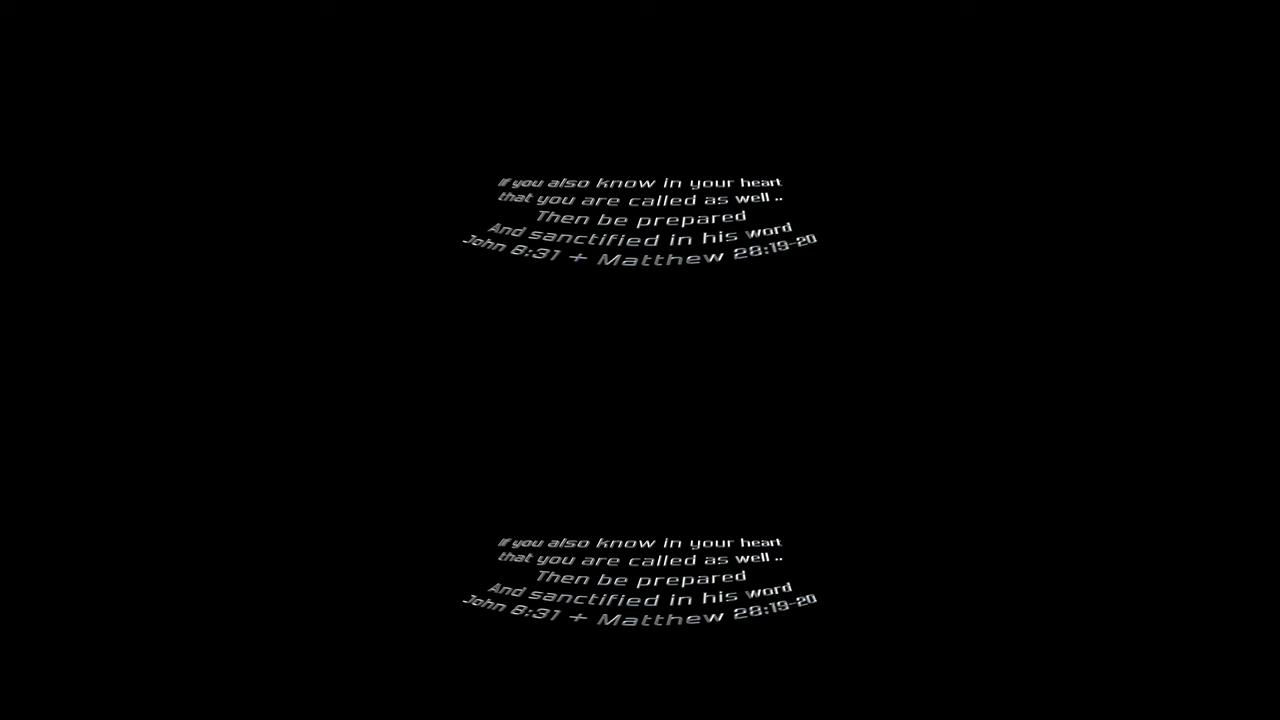 If you also know in your heart
that you are called as well ..
Then be prepared
And sanctified in his word
John 8:31 + Matthew 28:19-20
If you also know in your heart
that you are called as well ..
Then be prepared
And sanctified in his word
John 8:31 + Matthew 28:19-20